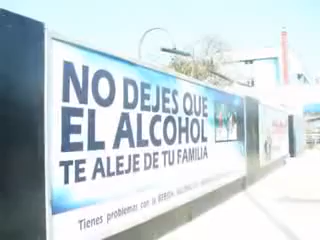 NO DEJES QUE
EL ALCOHOL
TE ALEJE DE TU FAMILIA
Tienes problemas con la